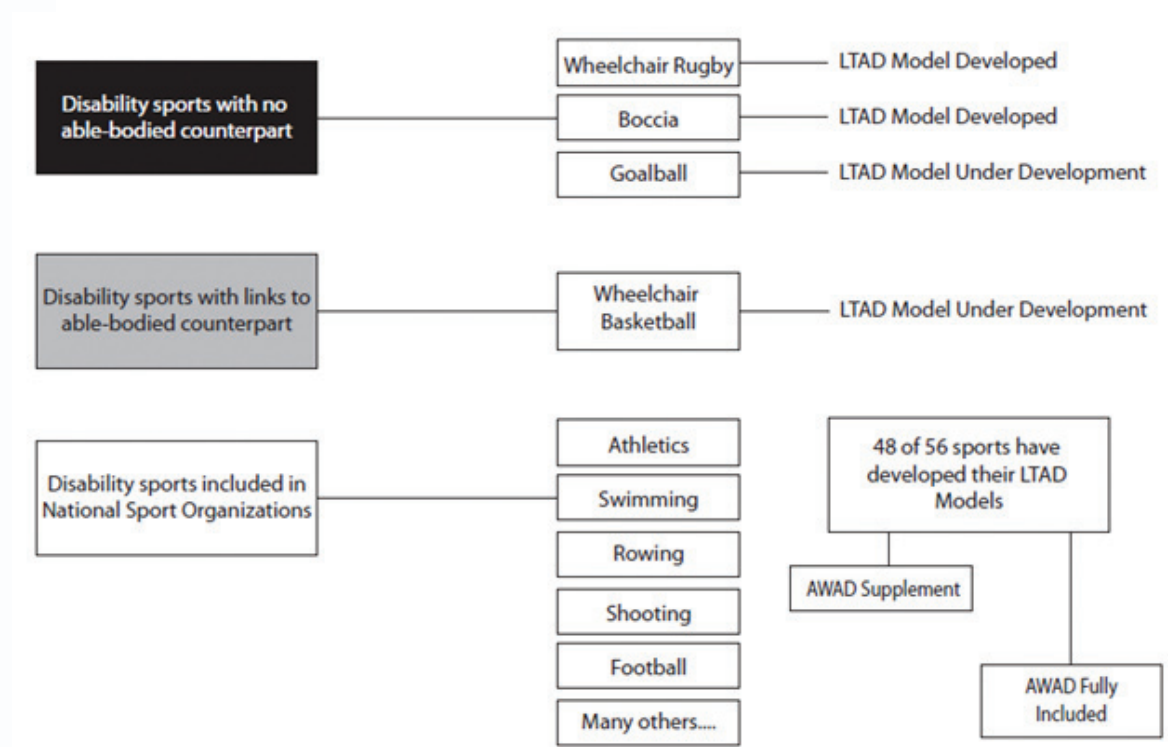 Disability sports with no
able-bodied counterpart
Wheelchair Rugby
LTAD Model Developed
Boccia
LTAD Model Developed
Goalball
LTAD Model Under Development
Disability sports with links to
able-bodied counterpart
Wheelchair
Basketball
LTAD Model Under Development
Disability sports included in
National Sport Organizations
Athletics
Swimming
Rowing
Shooting
Football
Many others....
48 of 56 sports have
developed their LTAD
Models
AWAD Supplement
AWAD Fully
Included